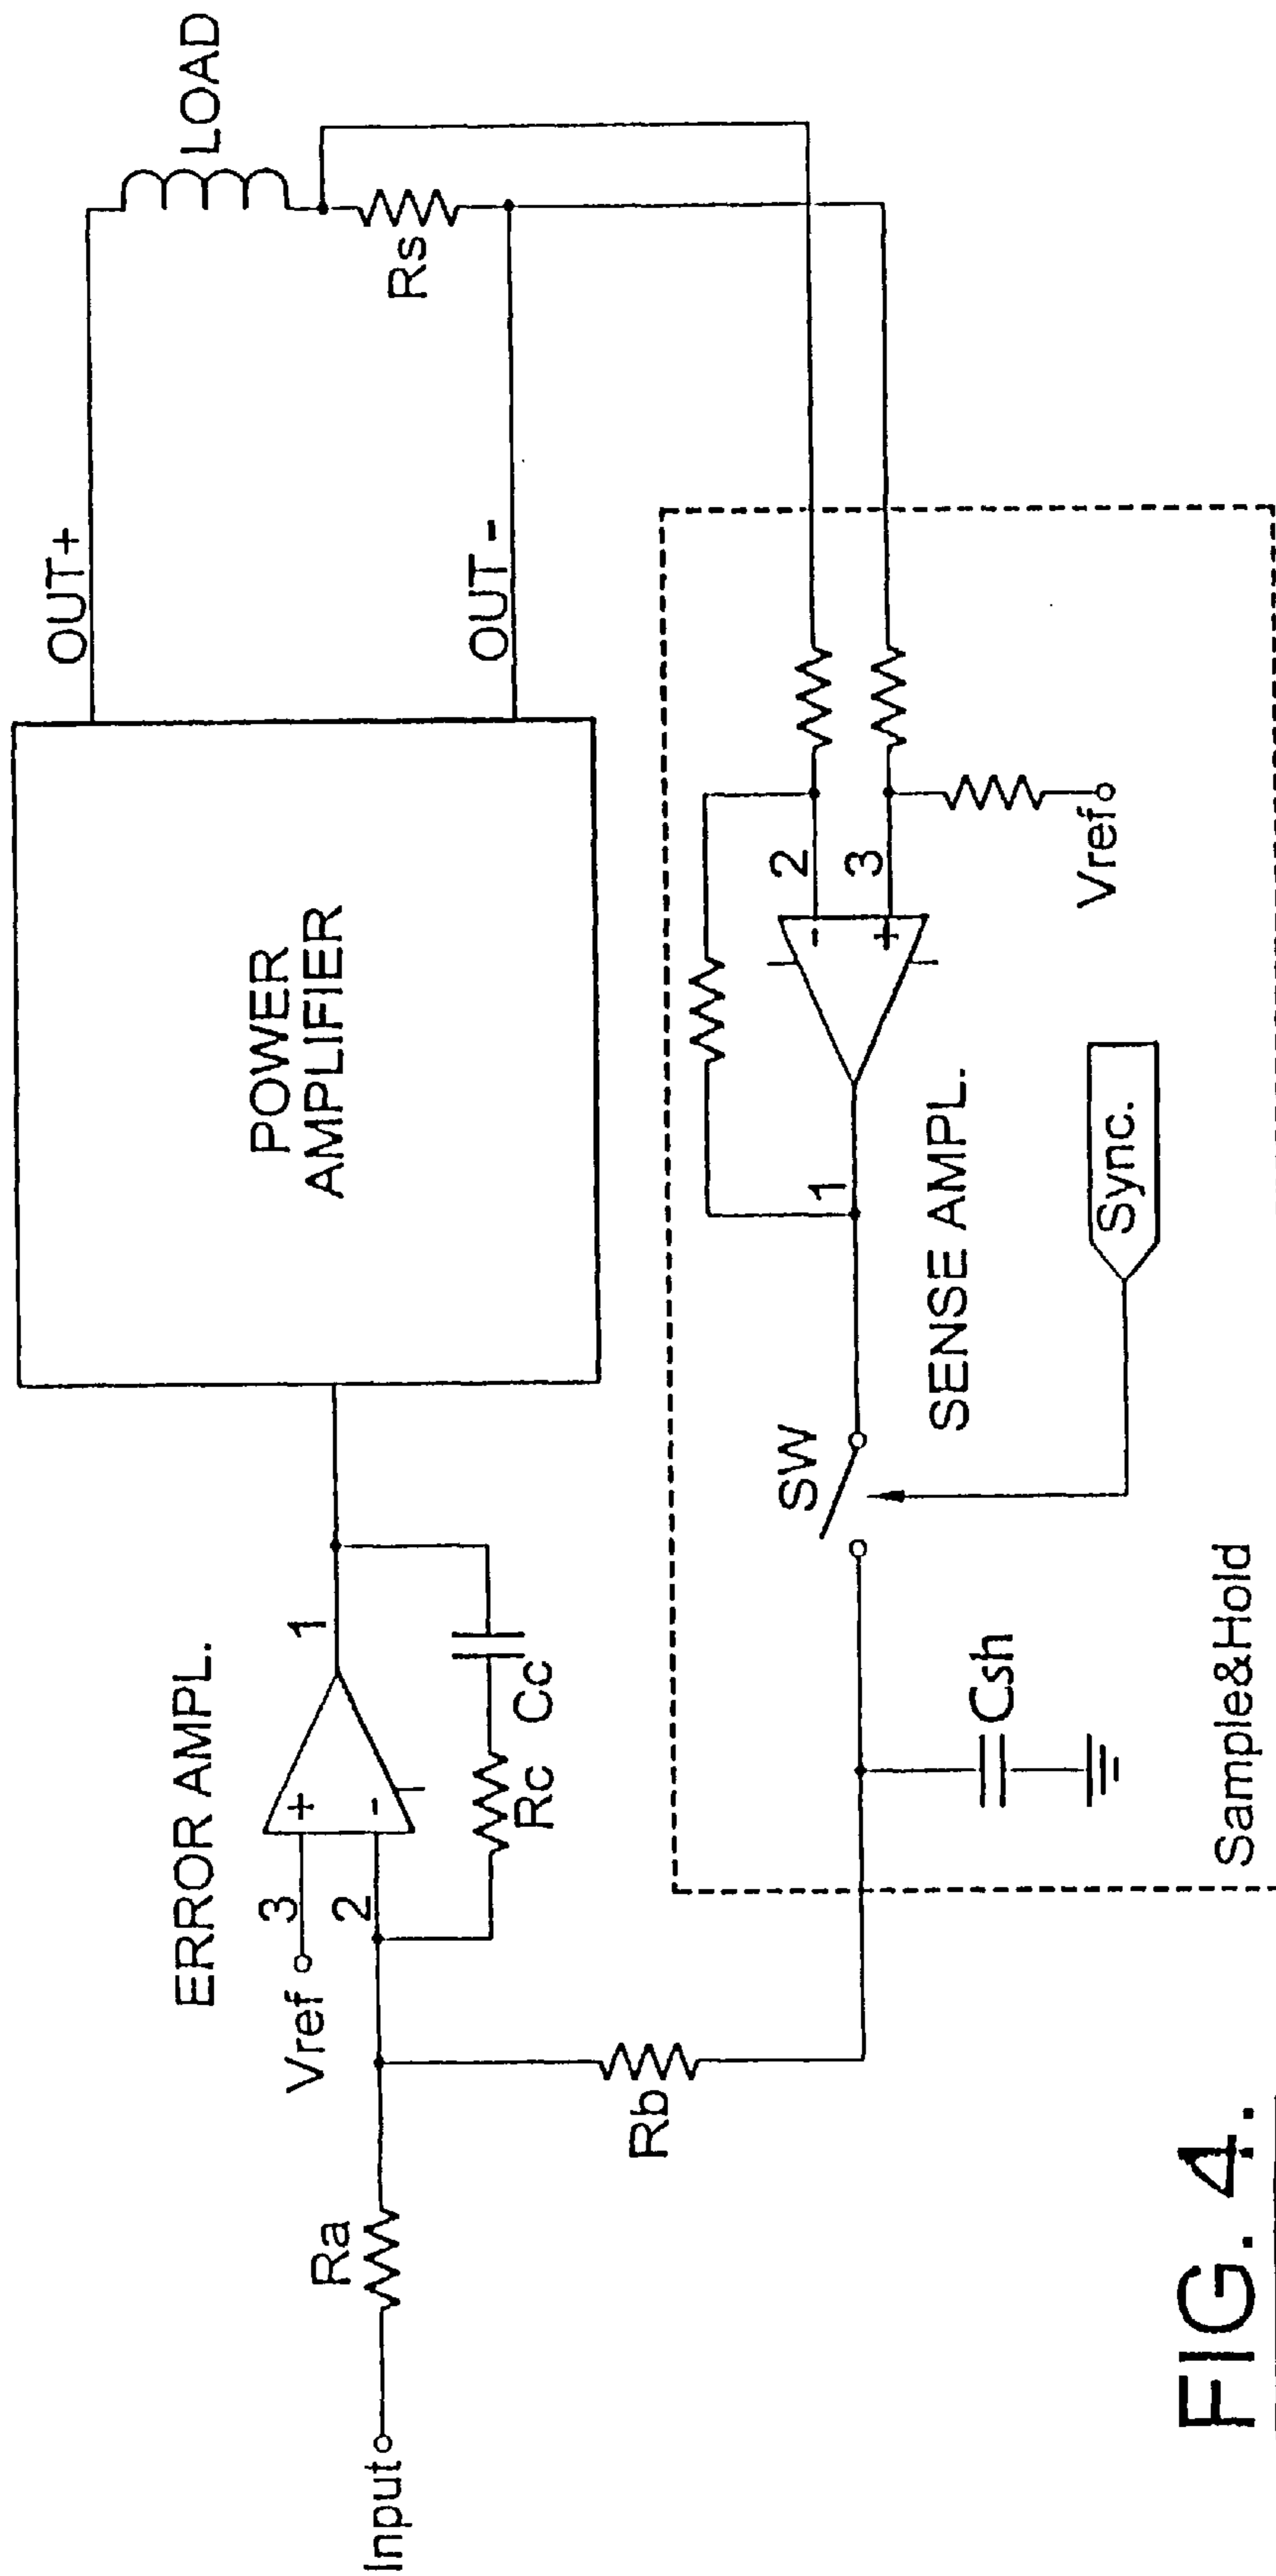 OUT+
LOAD
POWER
AMPLIFIER
Rs
OUT -
ERROR AMPL.
1
3
+
Vref
2
-
Rc
Cc
Ra
Input
Rb
SW
2
-
1
3
+
SENSE AMPL.
Vref
Csh
Sync.
Sample&Hold
FIG. 4.